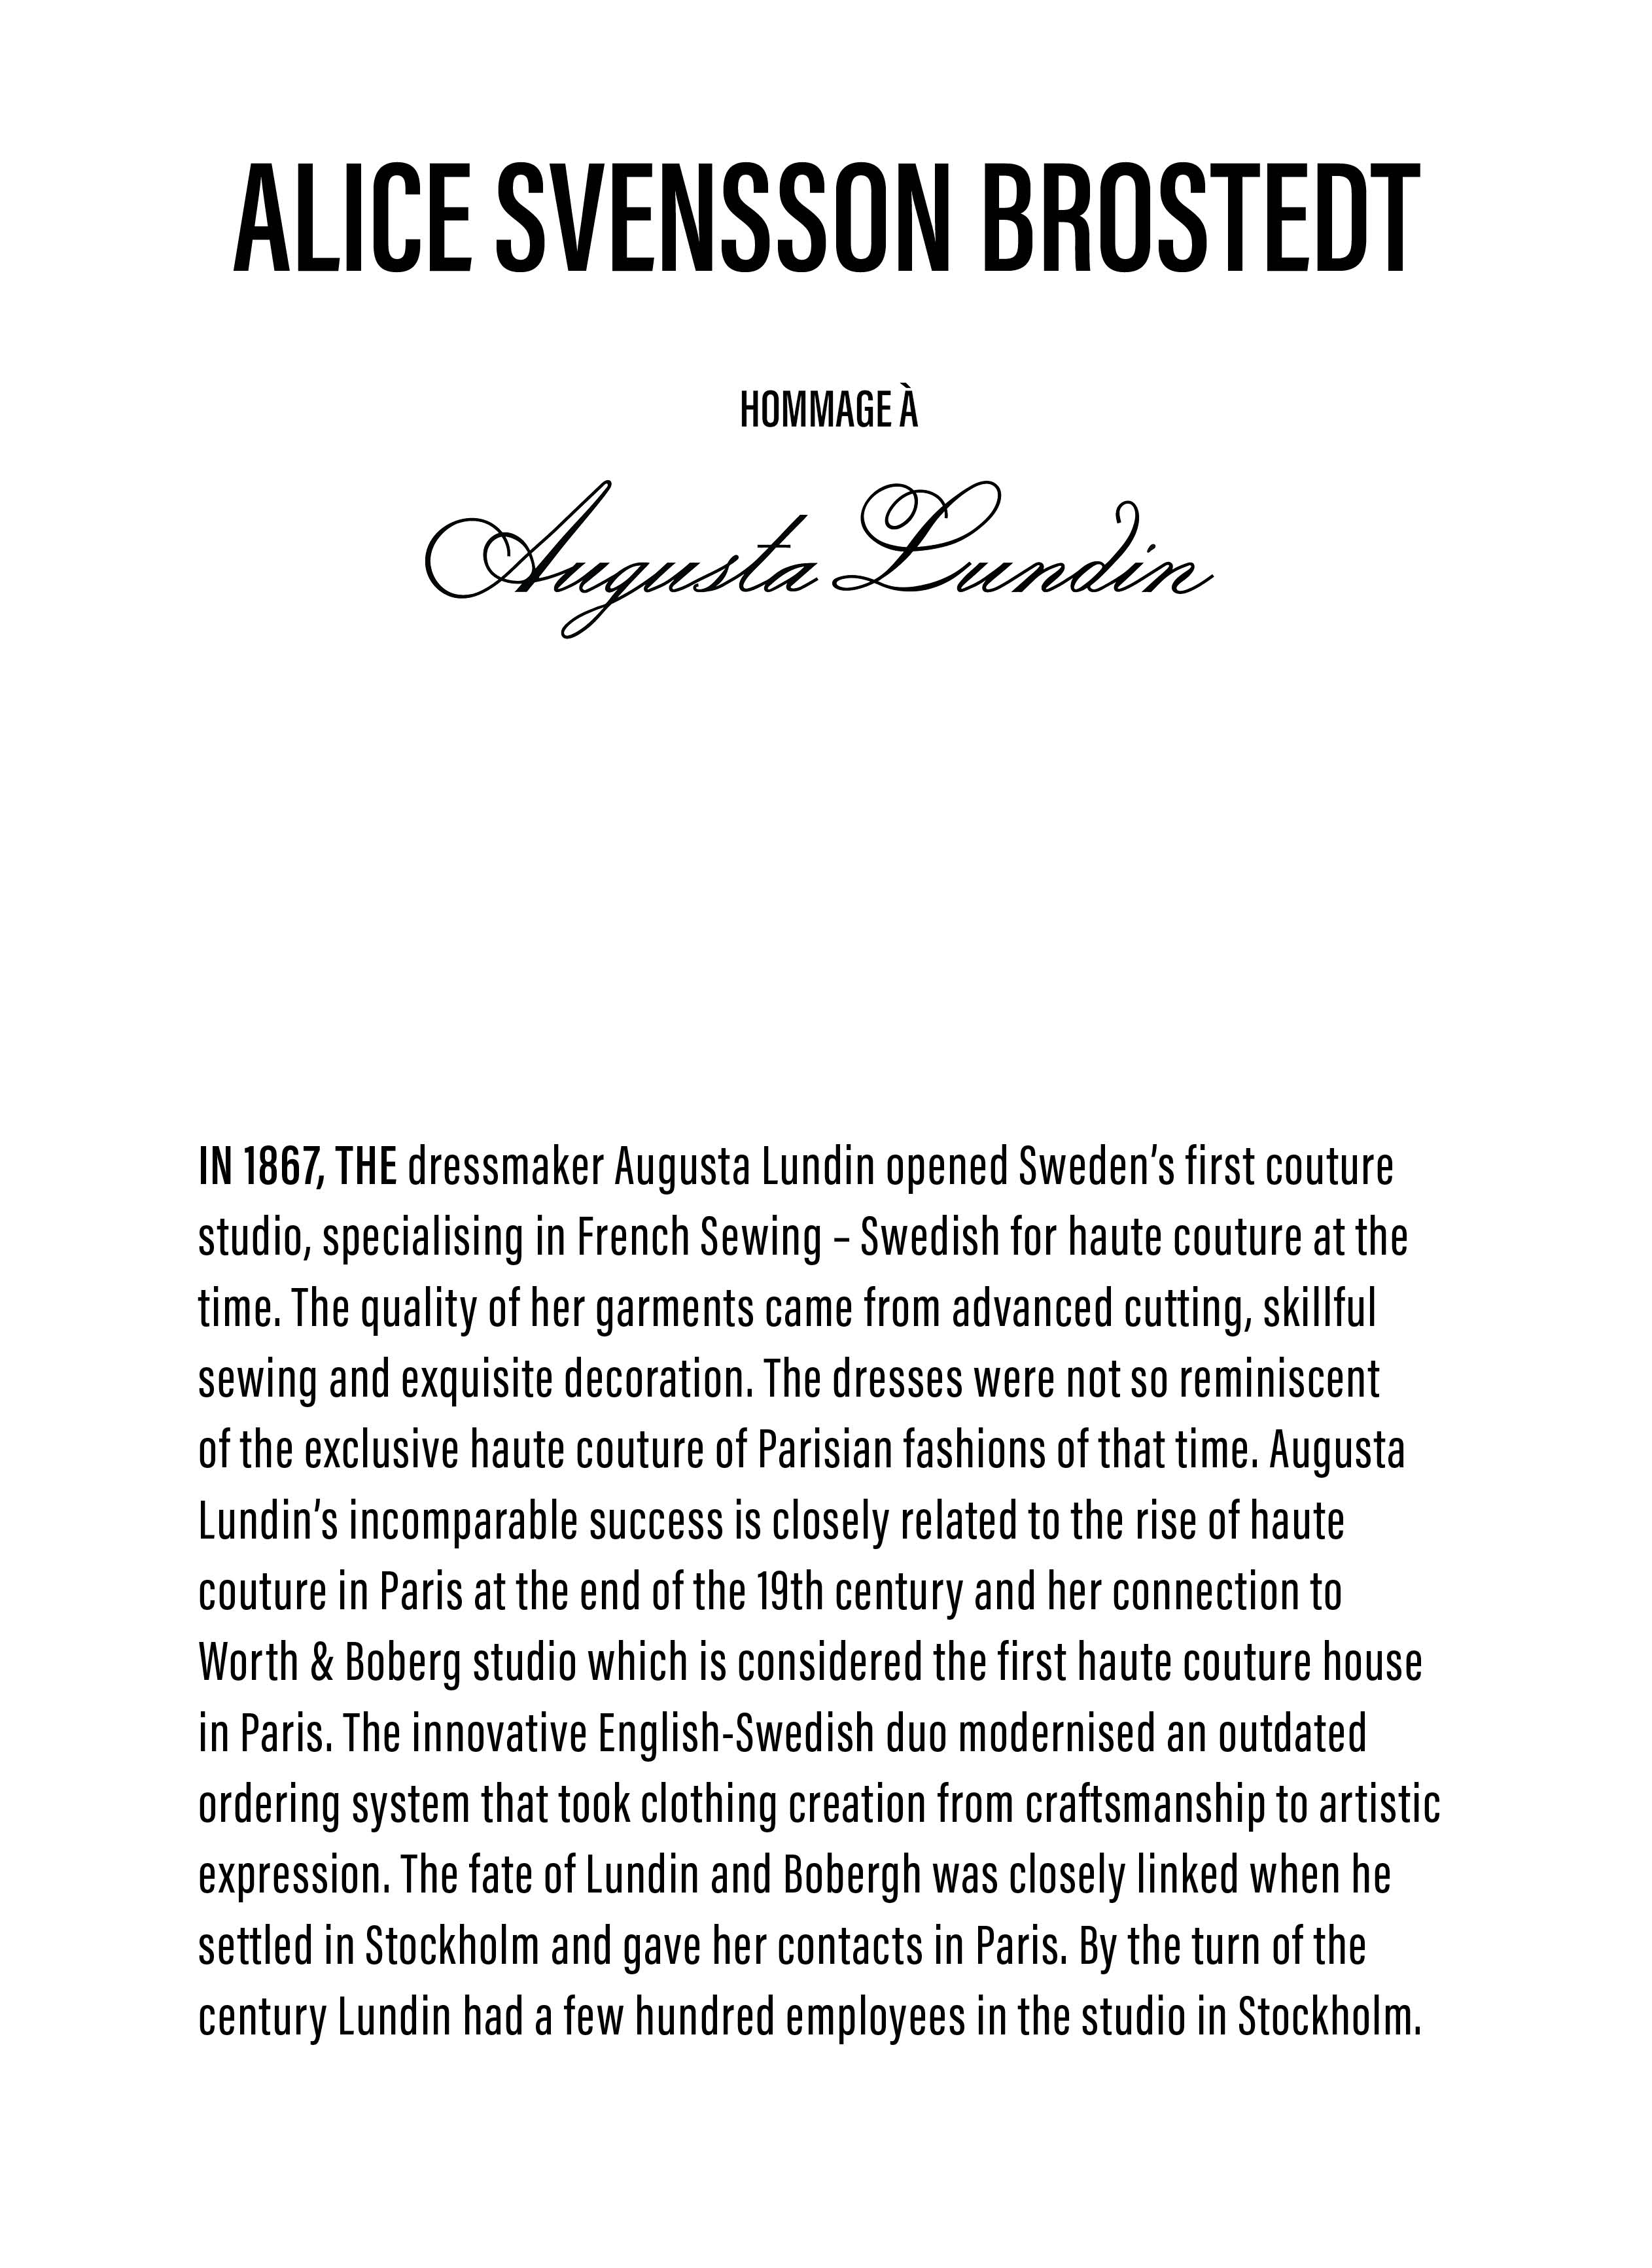 ALICE SVENSSON BROSTEDT
HOMMAGE À
Augusta Lundin
IN 1867, THE dressmaker Augusta Lundin opened Sweden’s first couture
studio, specialising in French Sewing – Swedish for haute couture at the
time. The quality of her garments came from advanced cutting, skillful
sewing and exquisite decoration. The dresses were not so reminiscent
of the exclusive haute couture of Parisian fashions of that time. Augusta
Lundin’s incomparable success is closely related to the rise of haute
couture in Paris at the end of the 19th century and her connection to
Worth & Boberg studio which is considered the first haute couture house
in Paris. The innovative English-Swedish duo modernised an outdated
ordering system that took clothing creation from craftsmanship to artistic
expression. The fate of Lundin and Bobergh was closely linked when he
settled in Stockholm and gave her contacts in Paris. By the turn of the
century Lundin had a few hundred employees in the studio in Stockholm.